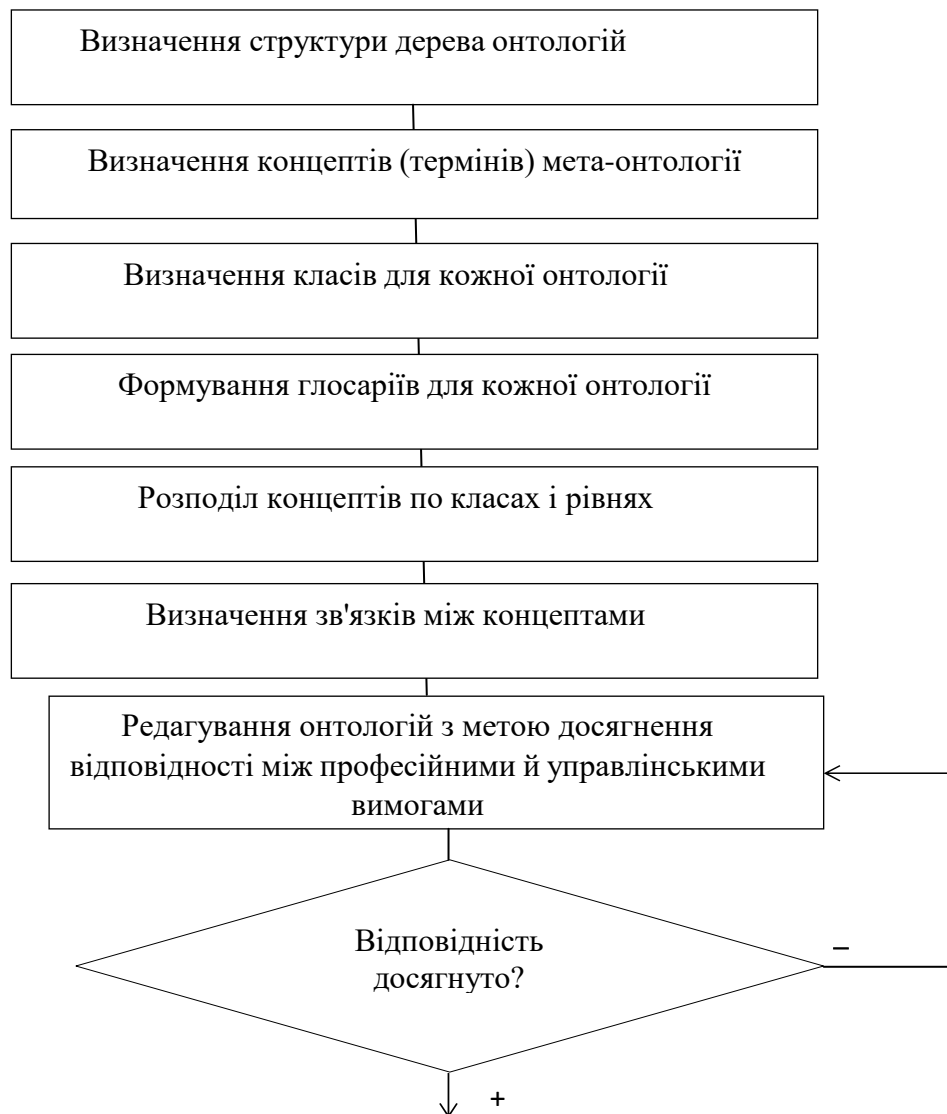 Визначення структури дерева онтологій
Визначення концептів (термінів) мета-онтології
Визначення класів для кожної онтології
Формування глосаріїв для кожної онтології
Розподіл концептів по класах і рівнях
Визначення зв'язків між концептами
Редагування онтологій з метою досягнення
відповідності між професійними й управлінськими
вимогами
Відповідність
досягнуто?
–
+